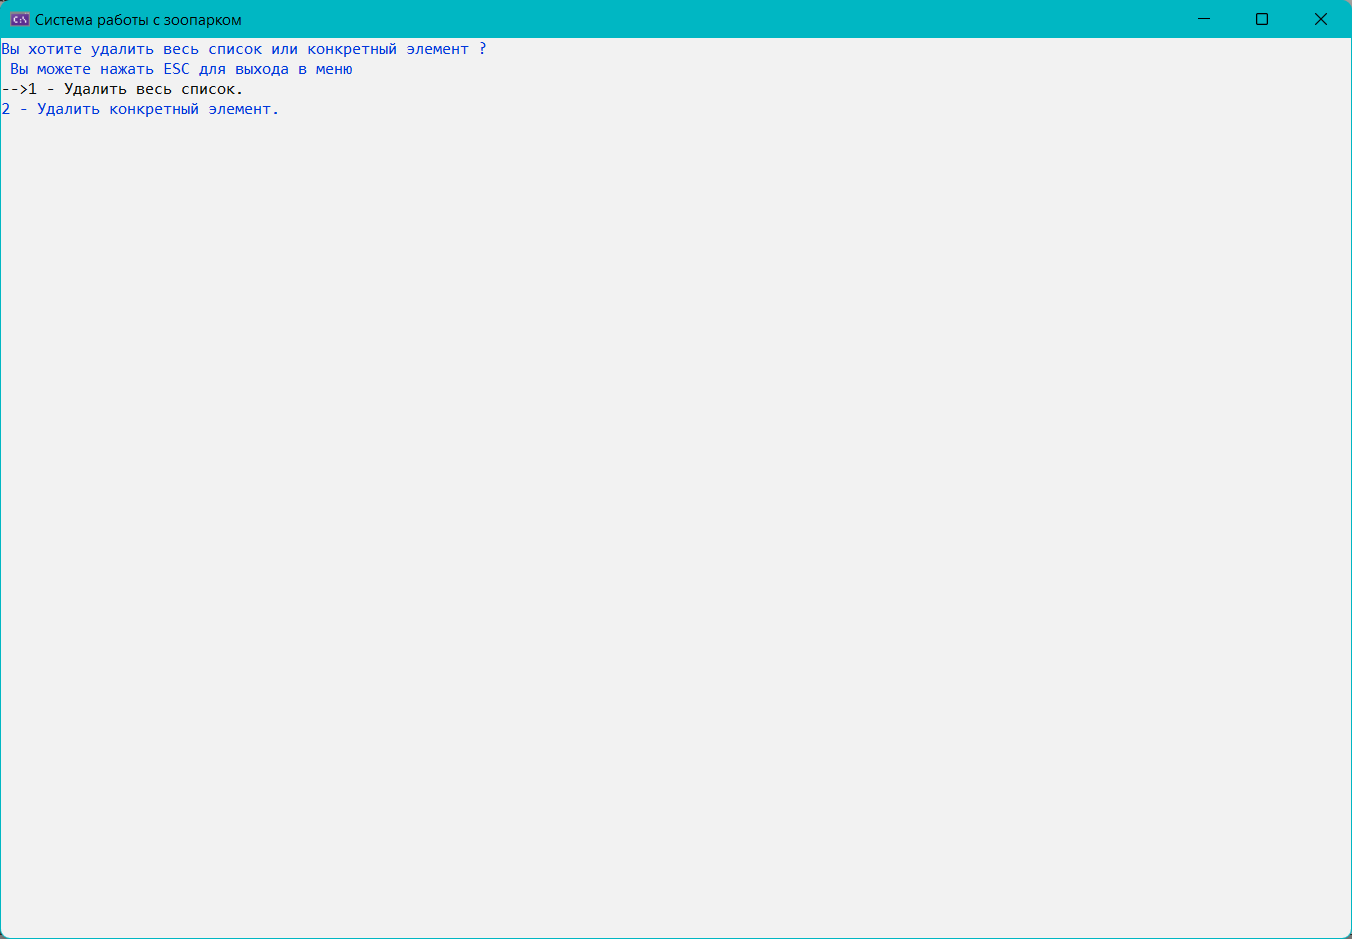 Система работы с зоопарком
Вы хотите удалить весь список или конкретный элемент ?
Вы можете нажать ESC для выхода в меню
-->1 - Удалить весь список.
2 - Удалить конкретный элемент.